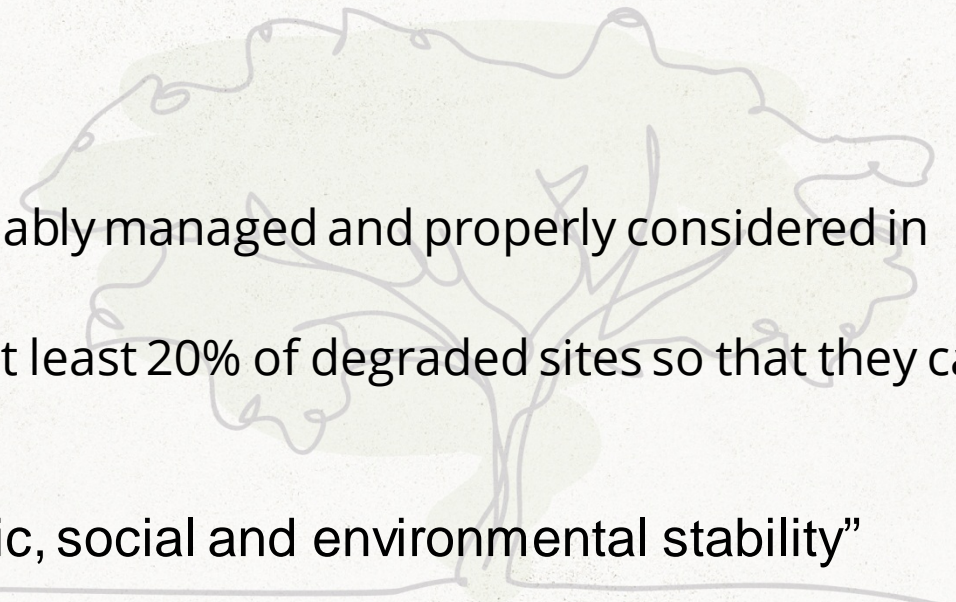 ably managed and properly considered in
t least 20% of degraded sites so that they ca
ic, social and environmental stability”